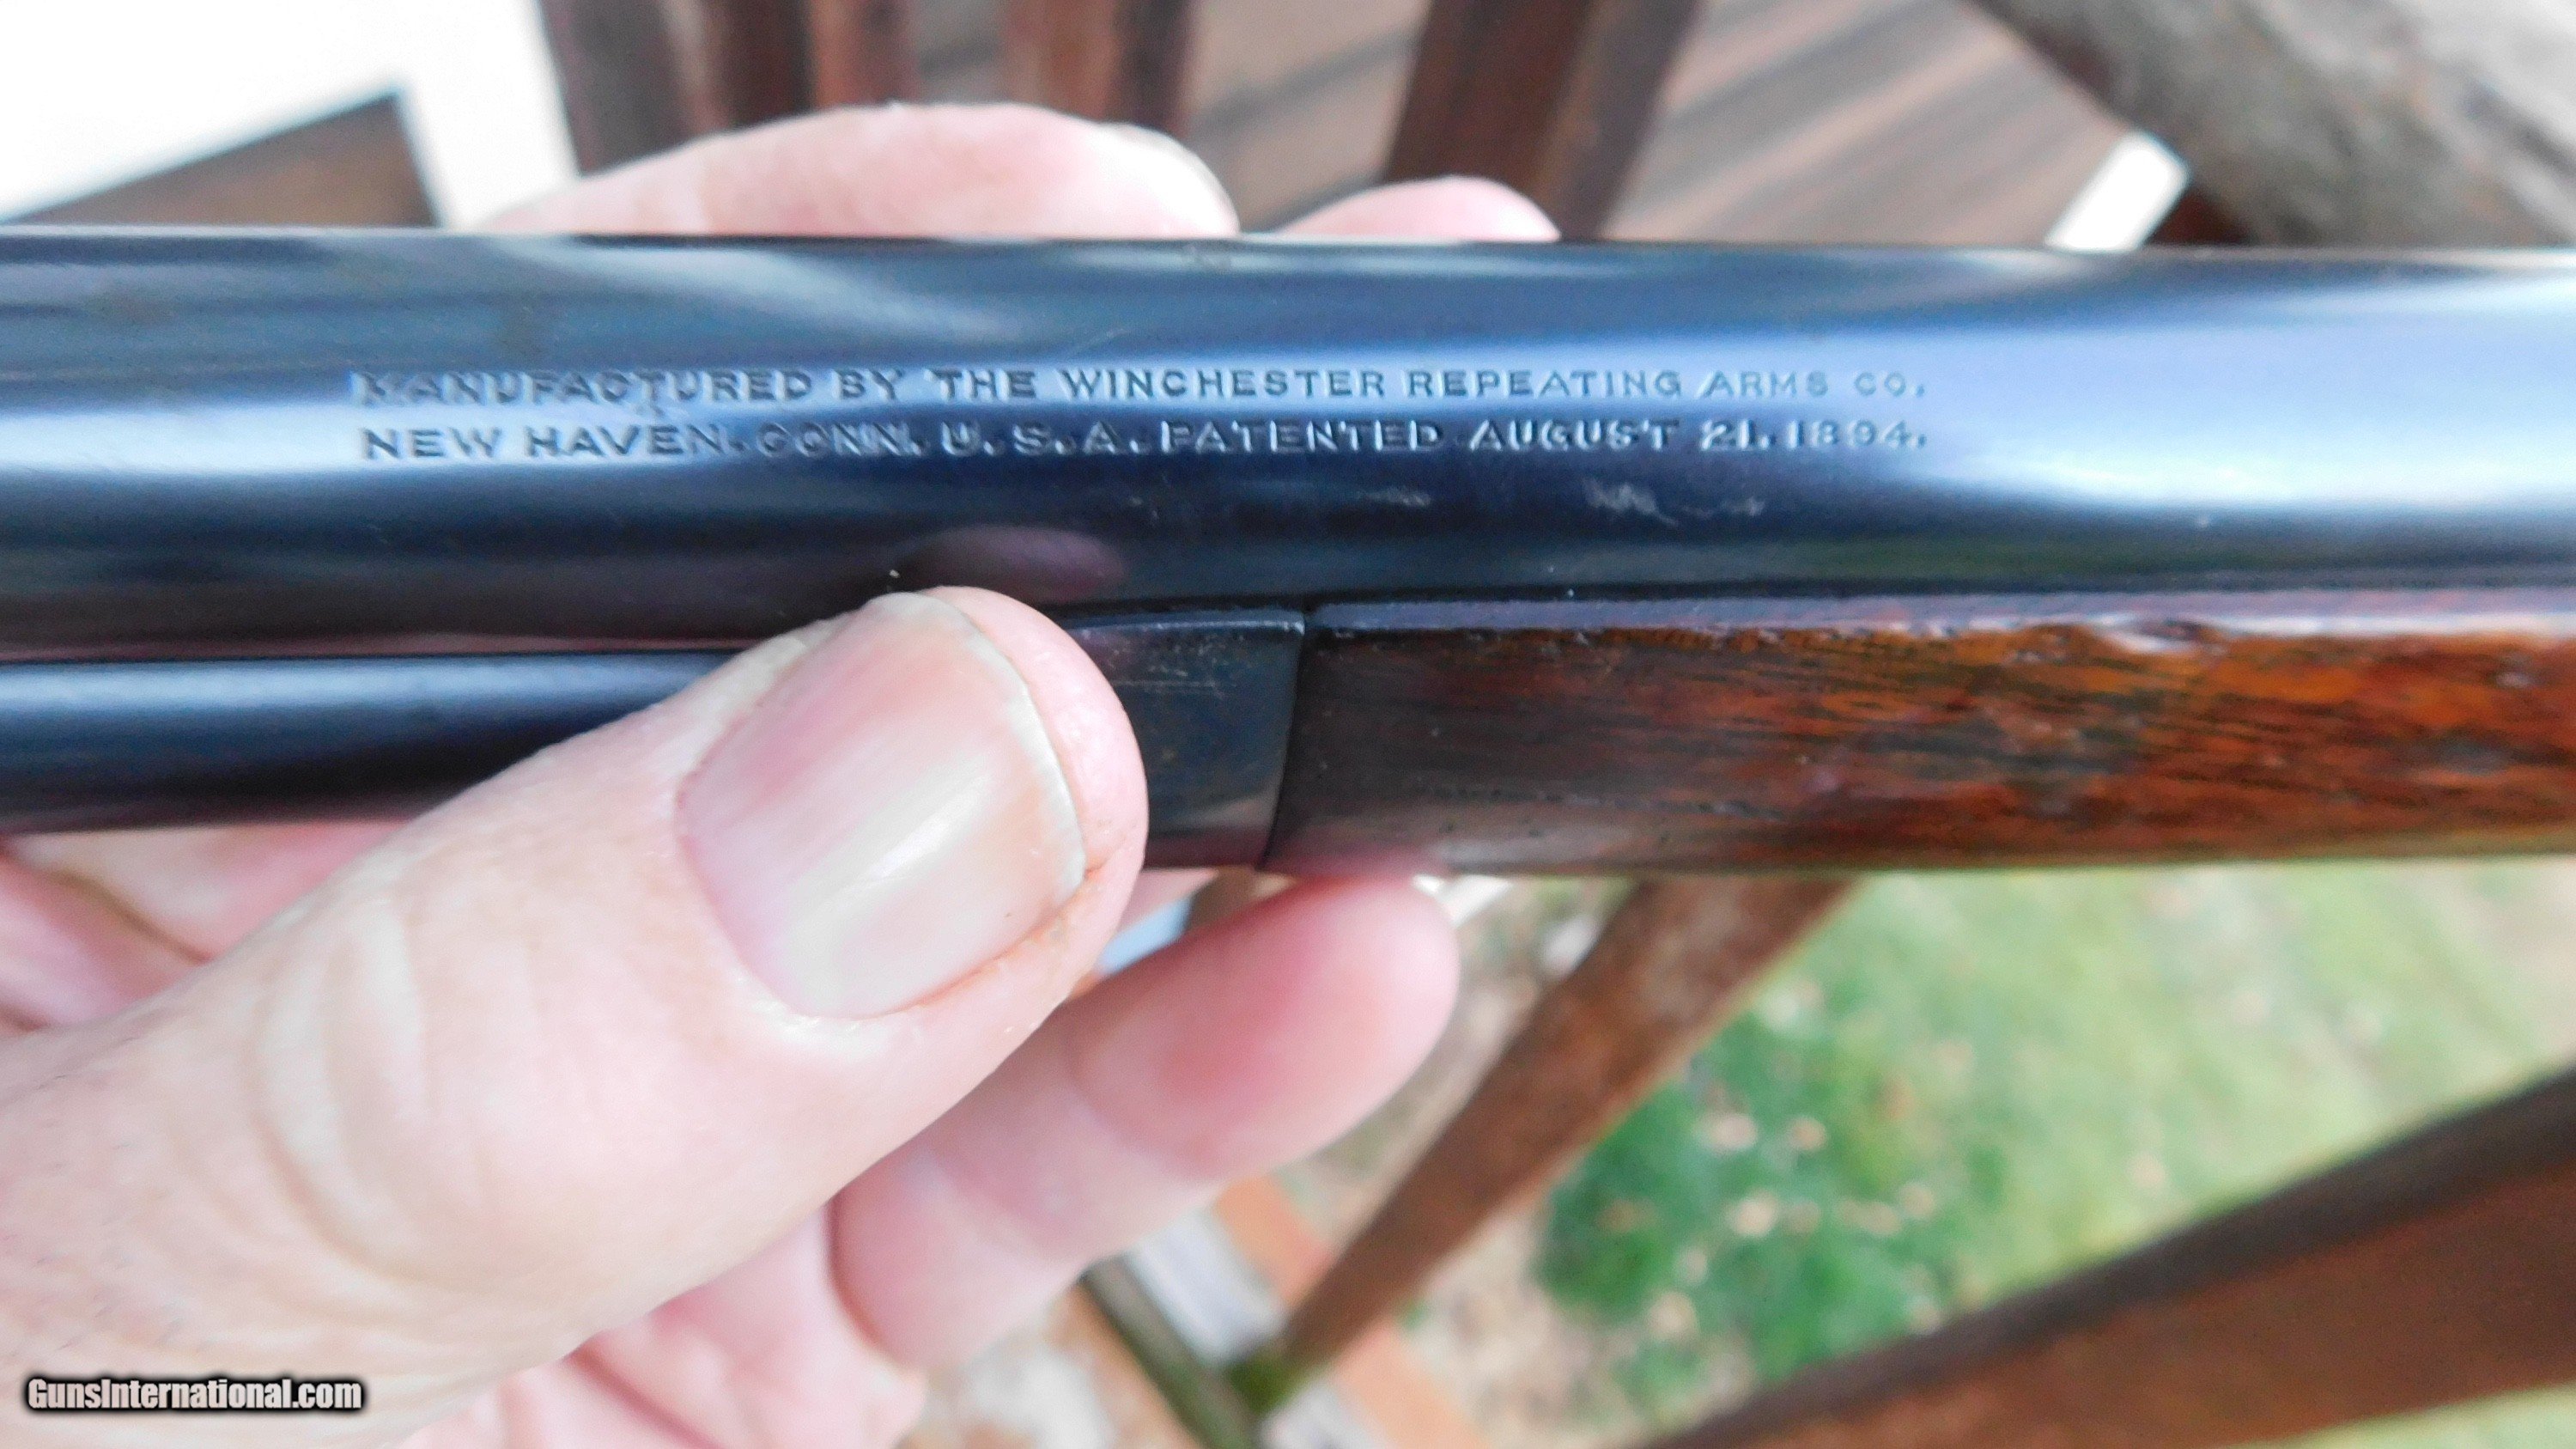 MANUFACTURED BY THE WINCHESTER REPEATING ARMS CO.
NEW HAVEN. CONN. U. S. A. PATENTED AUGUST 21. 1894.
GunsInternational.com